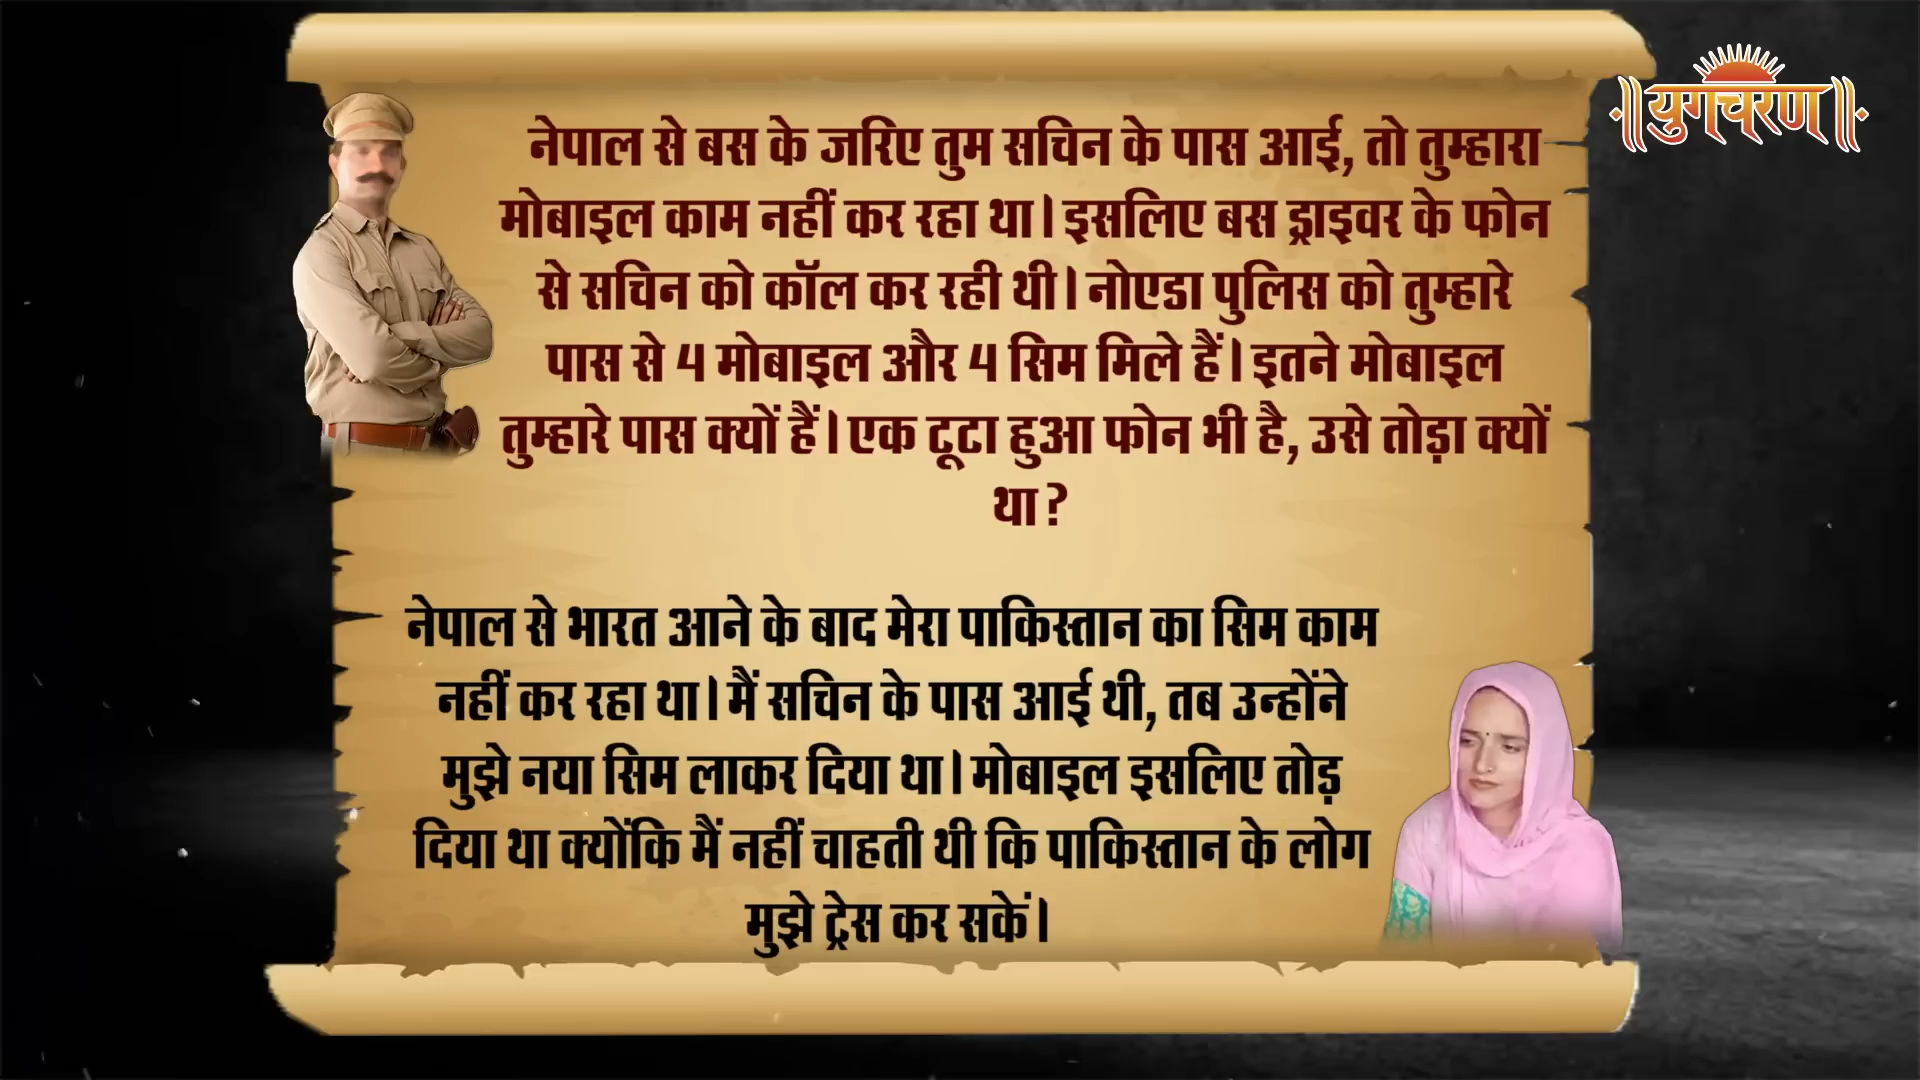 ॥युगचरण॥
नेपाल से बस के जरिए तुम सचिन के पास आई, तो तुम्हारा
मोबाइल काम नहीं कर रहा था। इसलिए बस ड्राइवर के फोन
से सचिन को कॉल कर रही थी। नोएडा पुलिस को तुम्हारे
पास से 4 मोबाइल और 4 सिम मिले हैं। इतने मोबाइल
तुम्हारे पास क्यों हैं। एक टूटा हुआ फोन भी है, उसे तोड़ा क्यों
था?
नेपाल से भारत आने के बाद मेरा पाकिस्तान का सिम काम
नहीं कर रहा था। मैं सचिन के पास आई थी, तब उन्होंने
मुझे नया सिम लाकर दिया था। मोबाइल इसलिए तोड़
दिया था क्योंकि मैं नहीं चाहती थी कि पाकिस्तान के लोग
मुझे ट्रेस कर सकें।